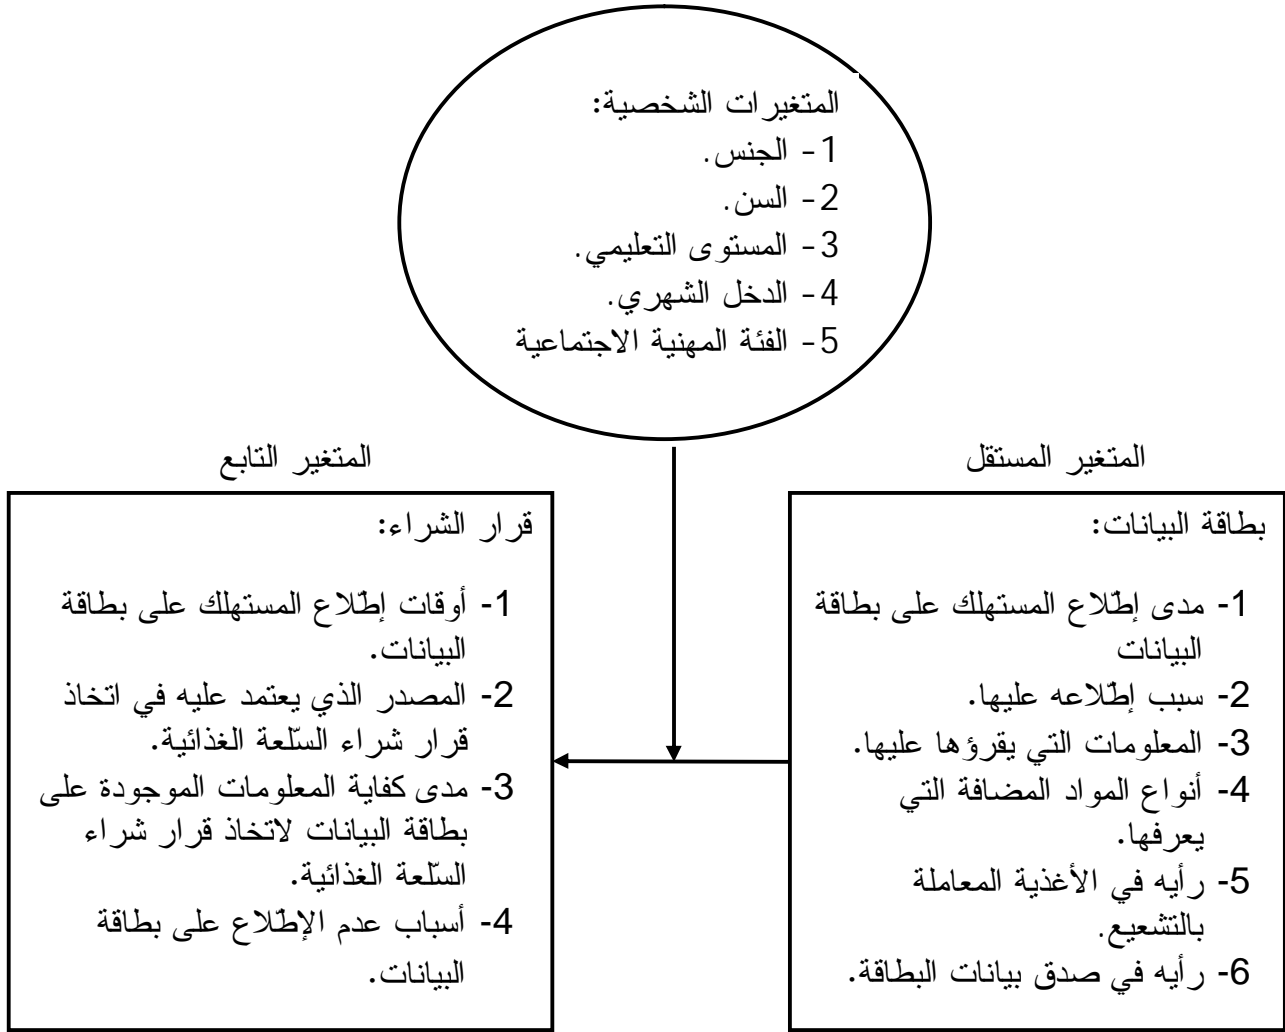 المتغيرات الشخصية:
1- الجنس.
2- السن.
3- المستوى التعليمي.
4- الدخل الشهري.
5- الفئة المهنية الاجتماعية
المتغير المستقل
بطاقة البيانات:
1- مدى إطّلاع المستهلك على بطاقة
البيانات
2- سبب إطّلاعه عليها.
3- المعلومات التي يقرؤها عليها.
4- أنواع المواد المضافة التي
يعرفها.
5- رأيه في الأغذية المعاملة
بالتشعيع.
6- رأيه في صدق بيانات البطاقة.
المتغير التابع
قرار الشراء:
1- أوقات إطّلاع المستهلك على بطاقة
البيانات.
2- المصدر الذي يعتمد عليه في اتخاذ
قرار شراء السّلعة الغذائية.
3- مدى كفاية المعلومات الموجودة على
بطاقة البيانات لاتخاذ قرار شراء
السّلعة الغذائية.
4- أسباب عدم الإطّلاع على بطاقة
البيانات.